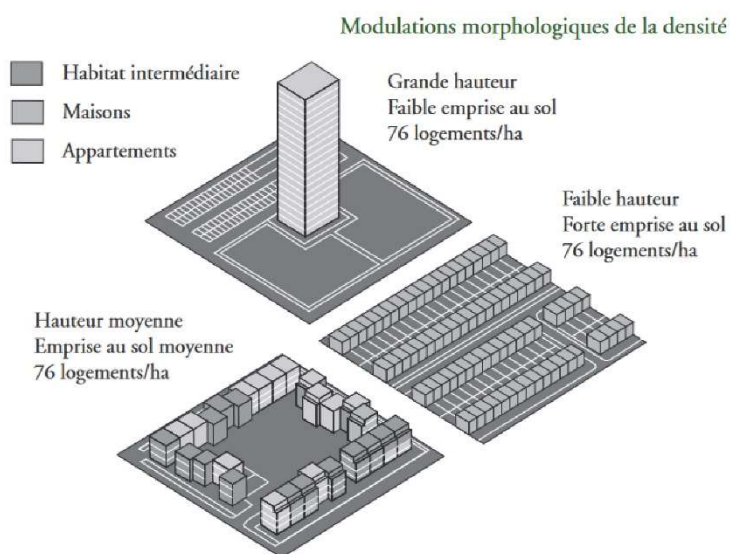 Modulations morphologiques de la densité
Habitat intermédiaire
Maisons
Appartements
Grande hauteur
Faible emprise au sol
76 logements/ha
Faible hauteur
Forte emprise au sol
76 logements/ha
Hauteur moyenne
Emprise au sol moyenne
76 logements/ha